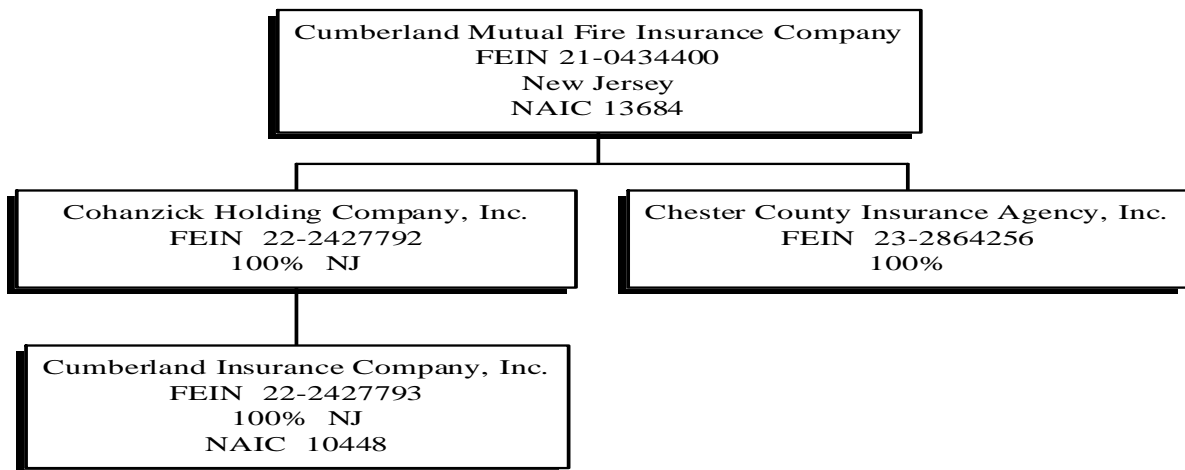 Cumberland Mutual Fire Insurance Company
FEIN 21-0434400
New Jersey
NAIC 13684
Cohanzick Holding Company, Inc.
FEIN 22-2427792
100% NJ
Chester County Insurance Agency, Inc.
FEIN 23-2864256
100%
Cumberland Insurance Company, Inc.
FEIN 22-2427793
100% NJ
NAIC 10448